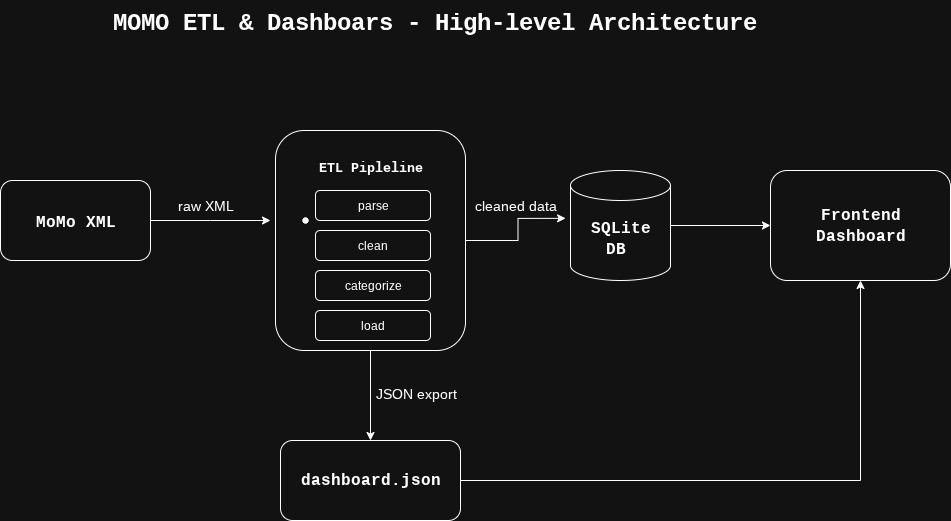 MOMO ETL & Dashboars - High-level Architecture
MoMo XML
raw XML
ETL Pipleline
parse
clean
categorize
load
cleaned data
SQLite
DB
Frontend
Dashboard
JSON export
dashboard.json